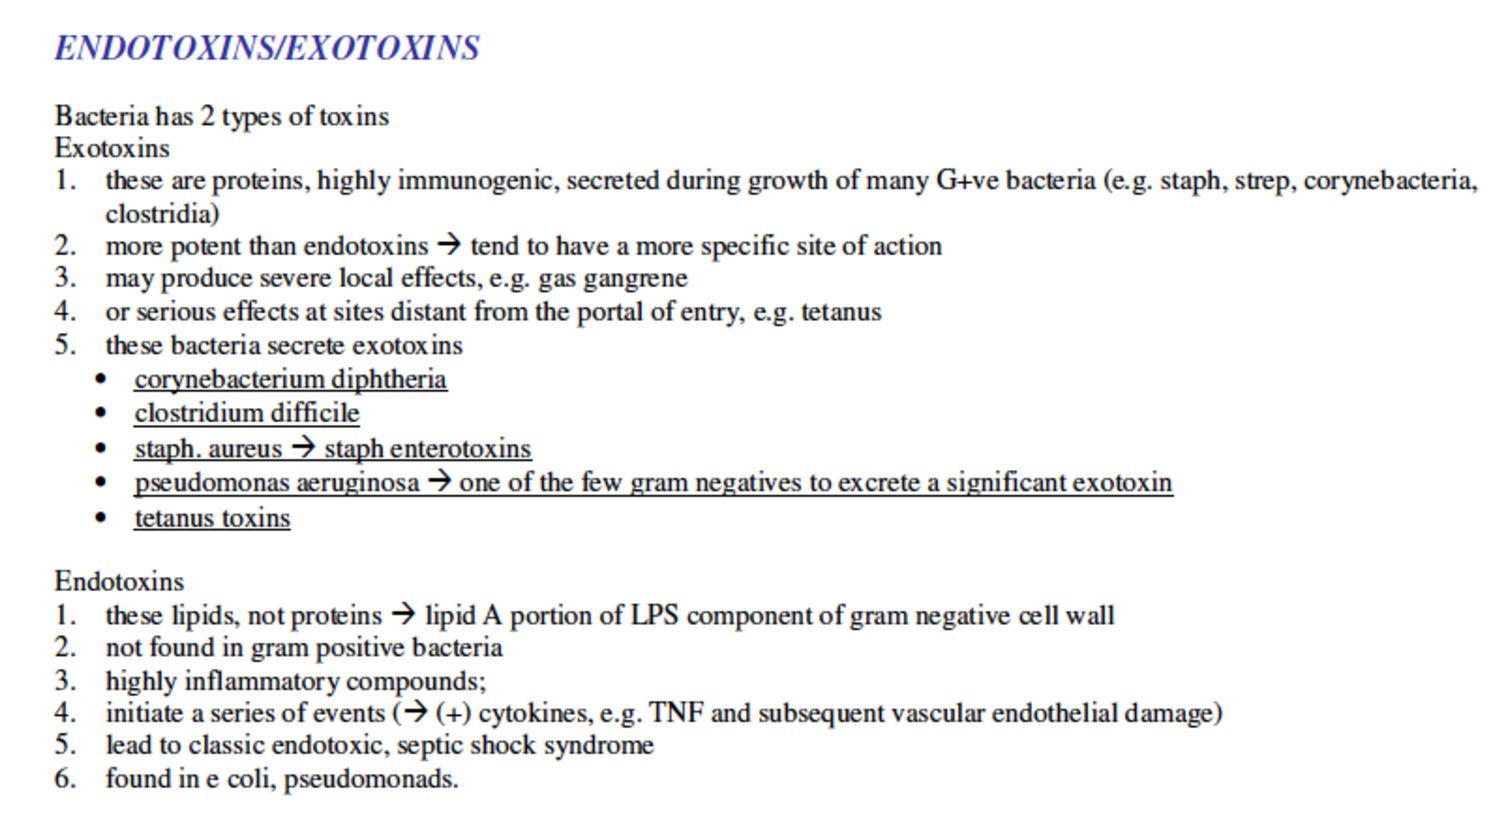 ENDOTOXINS/EXOTOXINS
Bacteria has 2 types of toxins
Exotoxins
1. these are proteins, highly immunogenic, secreted during growth of many G+ve bacteria (e.g. staph, strep, corynebacteria,
clostridia)
2. more potent than endotoxins → tend to have a more specific site of action
3. may produce severe local effects, e.g. gas gangrene
4. or serious effects at sites distant from the portal of entry, e.g. tetanus
5. these bacteria secrete exotoxins
• corynebacterium diphtheria
• clostridium difficile
• staph. aureus → staph enterotoxins
• pseudomonas aeruginosa → one of the few gram negatives to excrete a significant exotoxin
• tetanus toxins
Endotoxins
1. these lipids, not proteins → lipid A portion of LPS component of gram negative cell wall
2. not found in gram positive bacteria
3. highly inflammatory compounds;
4. initiate a series of events (→ (+) cytokines, e.g. TNF and subsequent vascular endothelial damage)
5. lead to classic endotoxic, septic shock syndrome
6. found in e coli, pseudomonads.